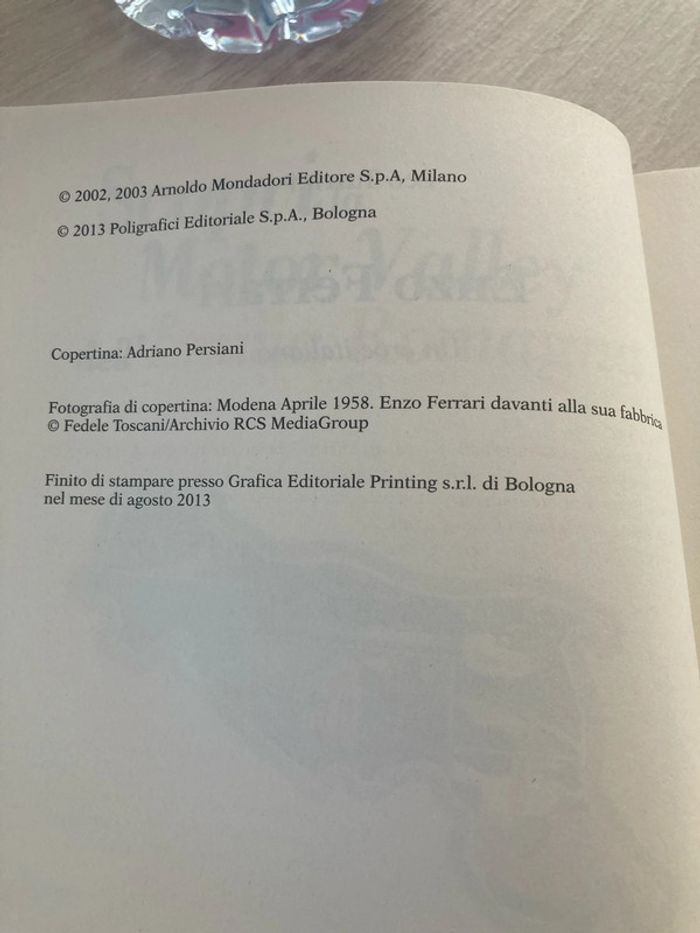 © 2002, 2003 Arnoldo Mondadori Editore S.p.A, Milano
© 2013 Poligrafici Editoriale S.p.A., Bologna
Copertina: Adriano Persiani
Fotografia di copertina: Modena Aprile 1958. Enzo Ferrari davanti alla sua fabbrica
© Fedele Toscani/Archivio RCS MediaGroup
Finito di stampare presso Grafica Editoriale Printing s.r.l. di Bologna
nel mese di agosto 2013